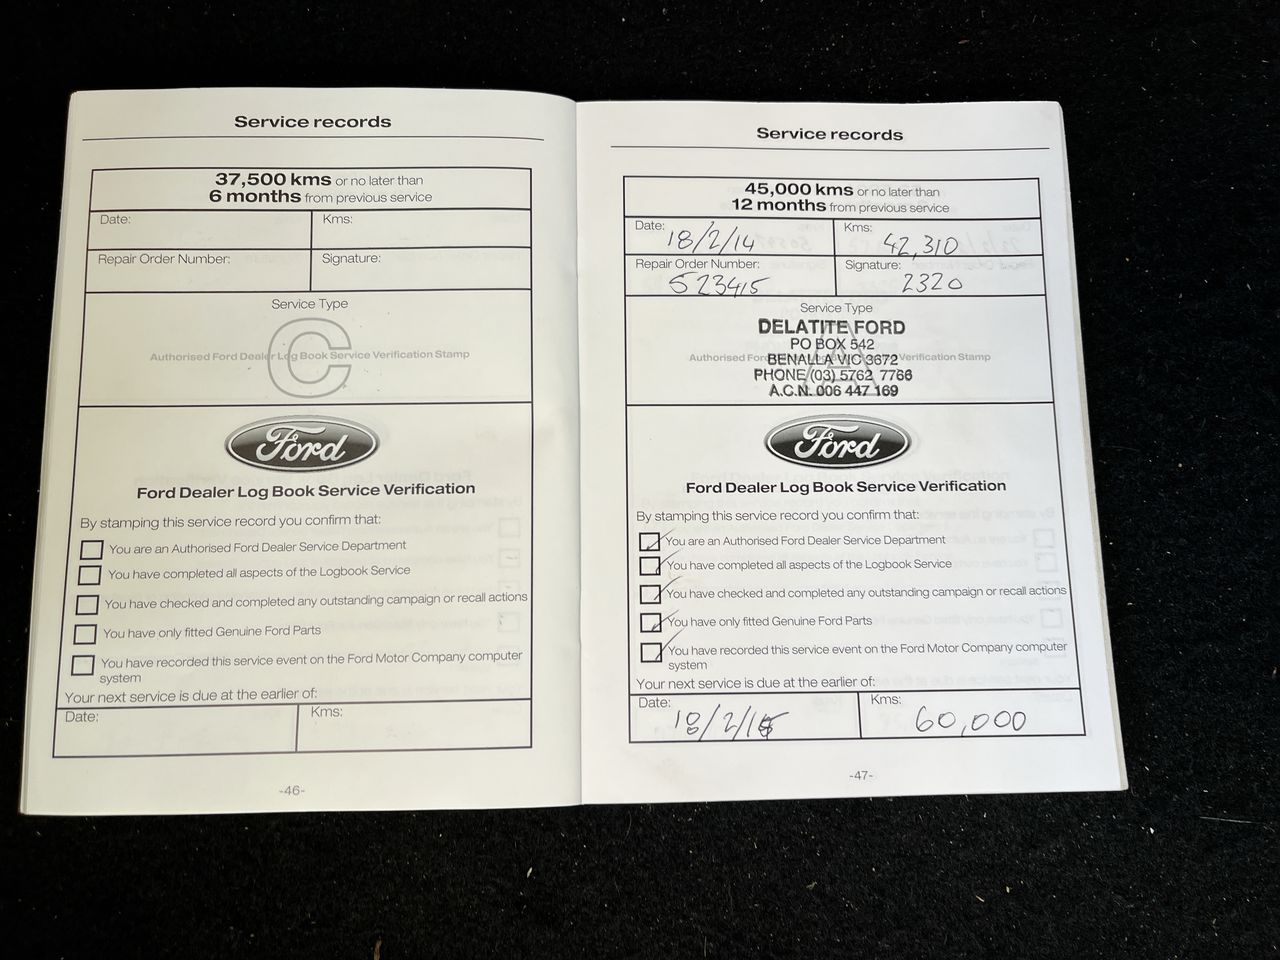 Service records
37,500 kms or no later than
6 months from previous service
Date:
Kms:
Repair Order Number:
Signature:
Service Type
C
Authorised Ford Dealer Log Book Service Verification Stamp
Ford
Ford Dealer Log Book Service Verification
By stamping this service record you confirm that:
You are an Authorised Ford Dealer Service Department
You have completed all aspects of the Logbook Service
You have checked and completed any outstanding campaign or recall actions
You have only fitted Genuine Ford Parts
You have recorded this service event on the Ford Motor Company computer
system
Your next service is due at the earlier of:
Date:
Kms:
-46-
Service records
45,000 kms or no later than
12 months from previous service
Date: 18/2/14
Kms: 42,310
Repair Order Number: 523415
Signature: 2320
Service Type
DELATITE FORD
PO BOX 542
A
Authorised Ford Verification Stamp
BENALLA VIC 3672
PHONE (03) 5762 7766
A.C.N. 006 447 169
Ford
Ford Dealer Log Book Service Verification
By stamping this service record you confirm that:
You are an Authorised Ford Dealer Service Department
You have completed all aspects of the Logbook Service
You have checked and completed any outstanding campaign or recall actions
You have only fitted Genuine Ford Parts
You have recorded this service event on the Ford Motor Company computer
system
Your next service is due at the earlier of:
Date: 18/2/15
Kms: 60,000
-47-